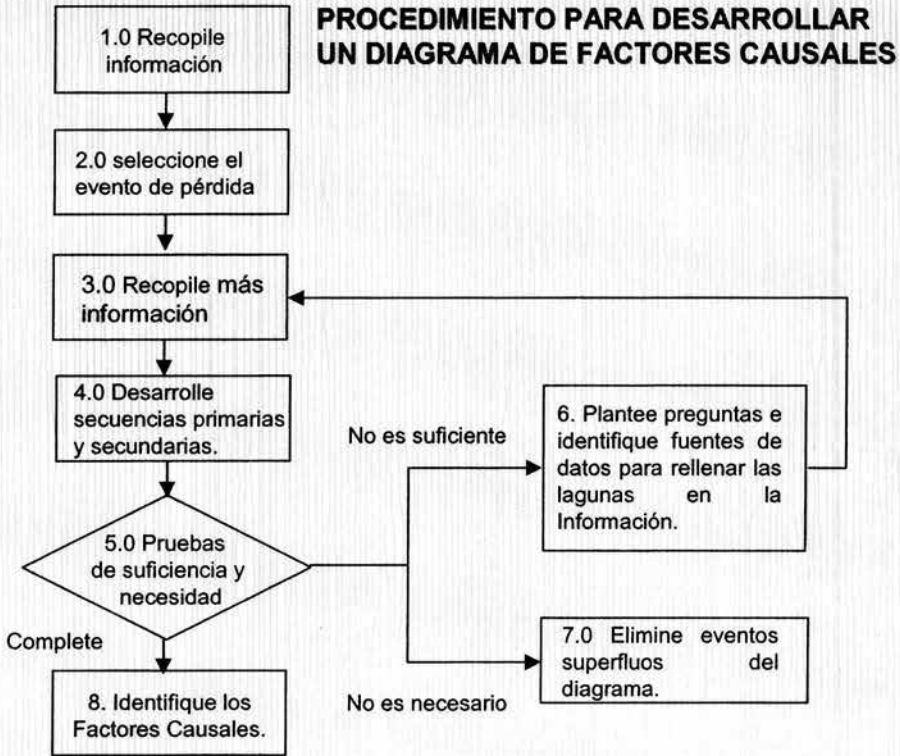 PROCEDIMIENTO PARA DESARROLLAR
UN DIAGRAMA DE FACTORES CAUSALES
1.0 Recopile
información
2.0 seleccione el
evento de pérdida
3.0 Recopile más
información
4.0 Desarrolle
secuencias primarias
y secundarias.
5.0 Pruebas
de suficiencia y
necesidad
No es suficiente
6. Plantee preguntas e
identifique fuentes de
datos para rellenar las
lagunas en la
Información.
No es necesario
7.0 Elimine eventos
superfluos del
diagrama.
Complete
8. Identifique los
Factores Causales.